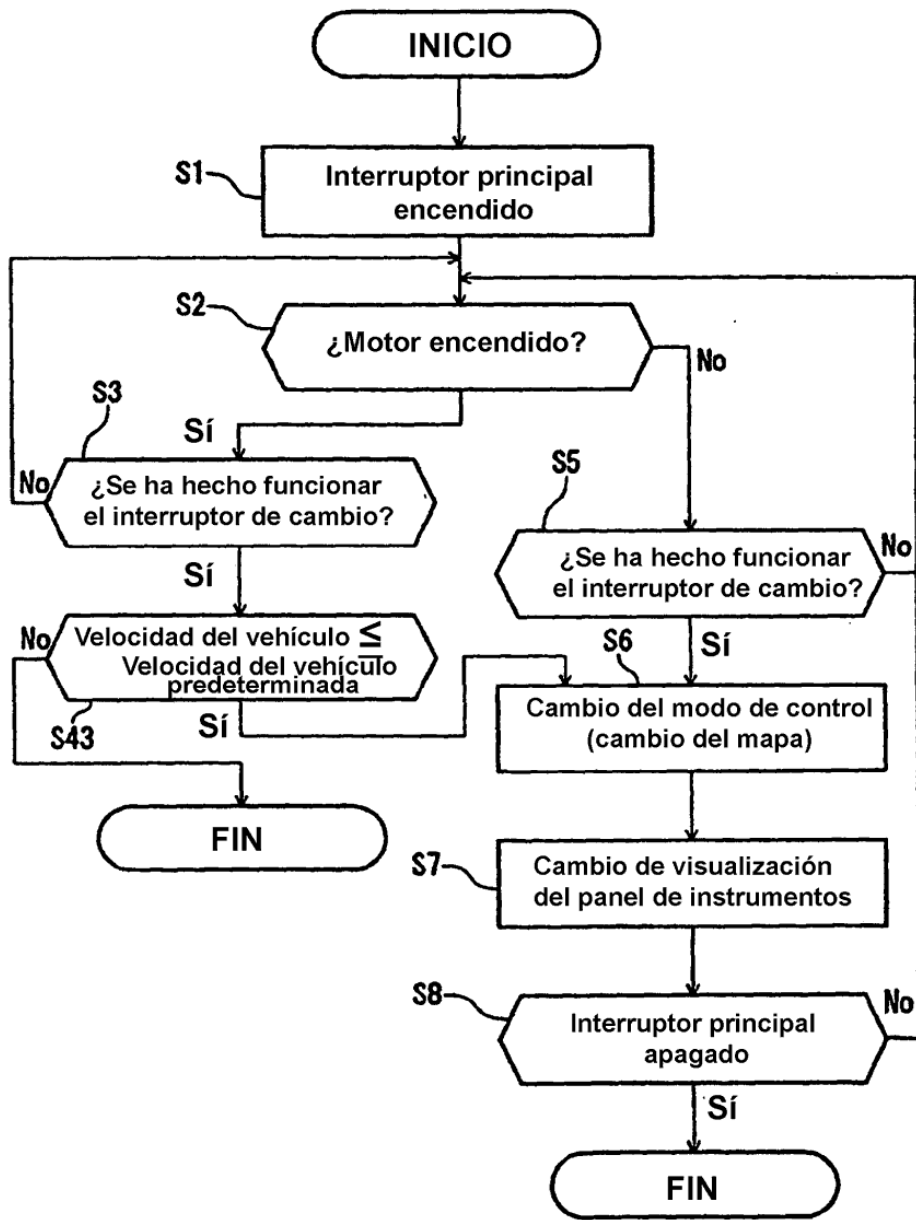 INICIO
S1
Interruptor principal
encendido
S2
¿Motor encendido?
No
Sí
S3
No
¿Se ha hecho funcionar
el interruptor de cambio?
Sí
S5
¿Se ha hecho funcionar
el interruptor de cambio?
No
Sí
No
Velocidad del vehículo ≦
Velocidad del vehículo
predeterminada
S43
Sí
FIN
S6
Cambio del modo de control
(cambio del mapa)
S7
Cambio de visualización
del panel de instrumentos
S8
Interruptor principal
apagado
No
Sí
FIN